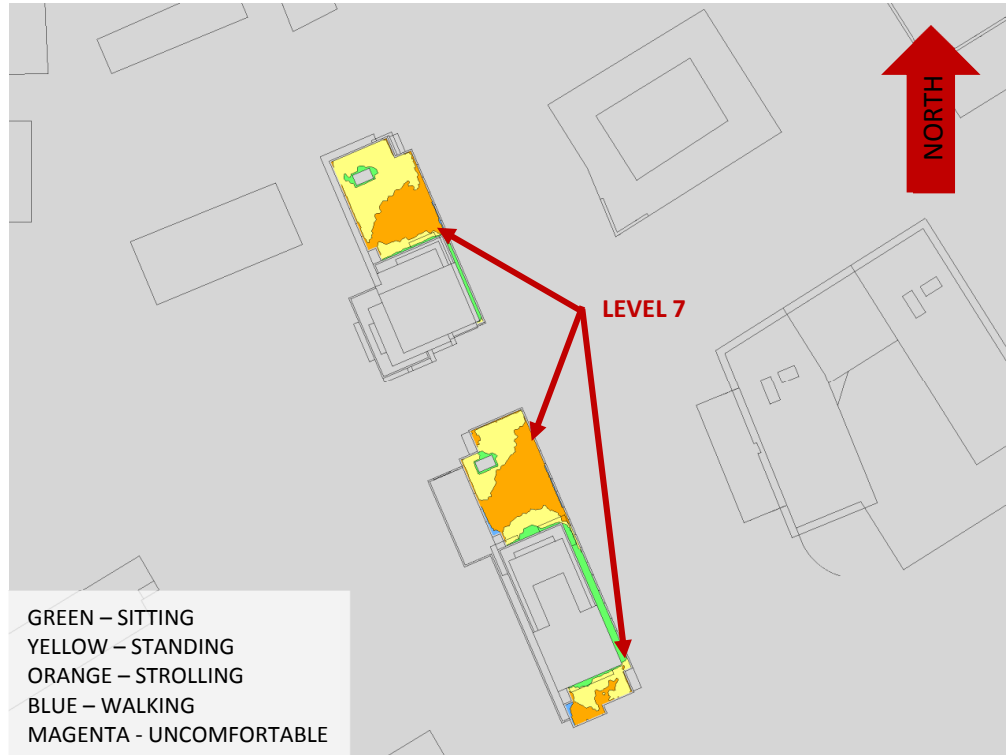 NORTH
LEVEL 7
GREEN – SITTING
YELLOW – STANDING
ORANGE – STROLLING
BLUE – WALKING
MAGENTA - UNCOMFORTABLE